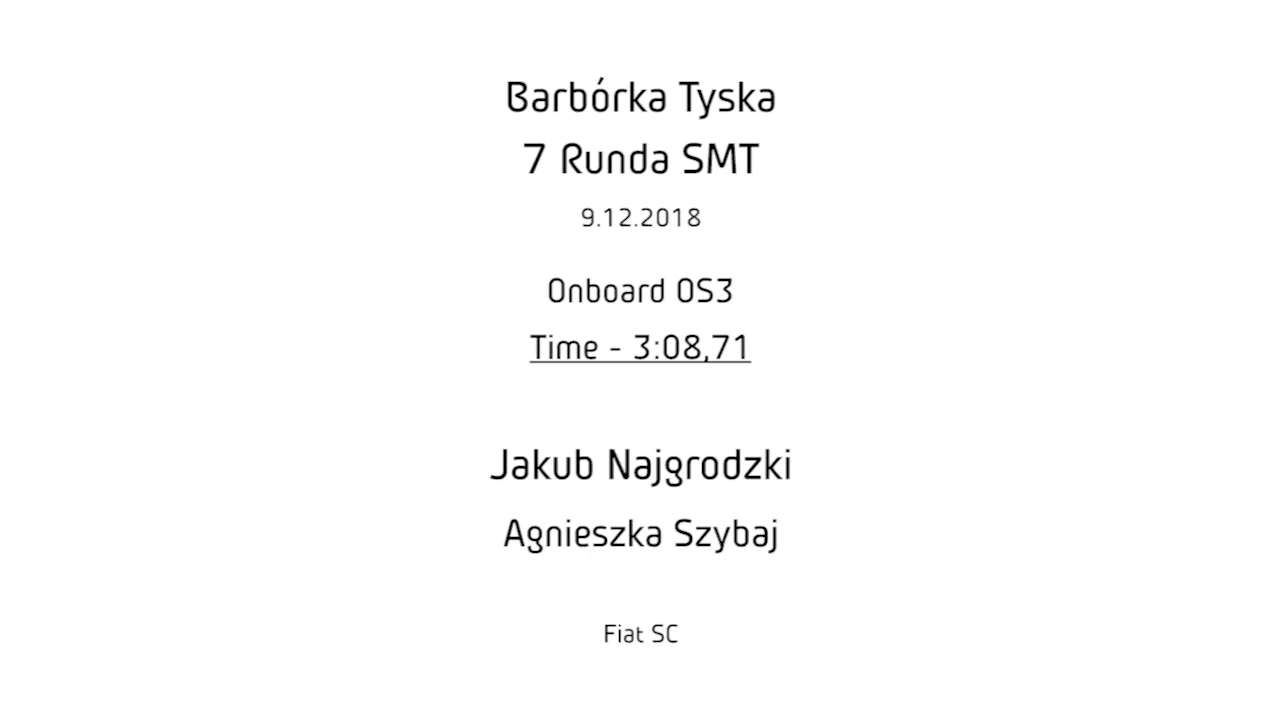 Barbórka Tyska
7 Runda SMT
9.12.2018
Onboard OS3
Time - 3:08,71
Jakub Najgrodzki
Agnieszka Szybaj
Fiat SC